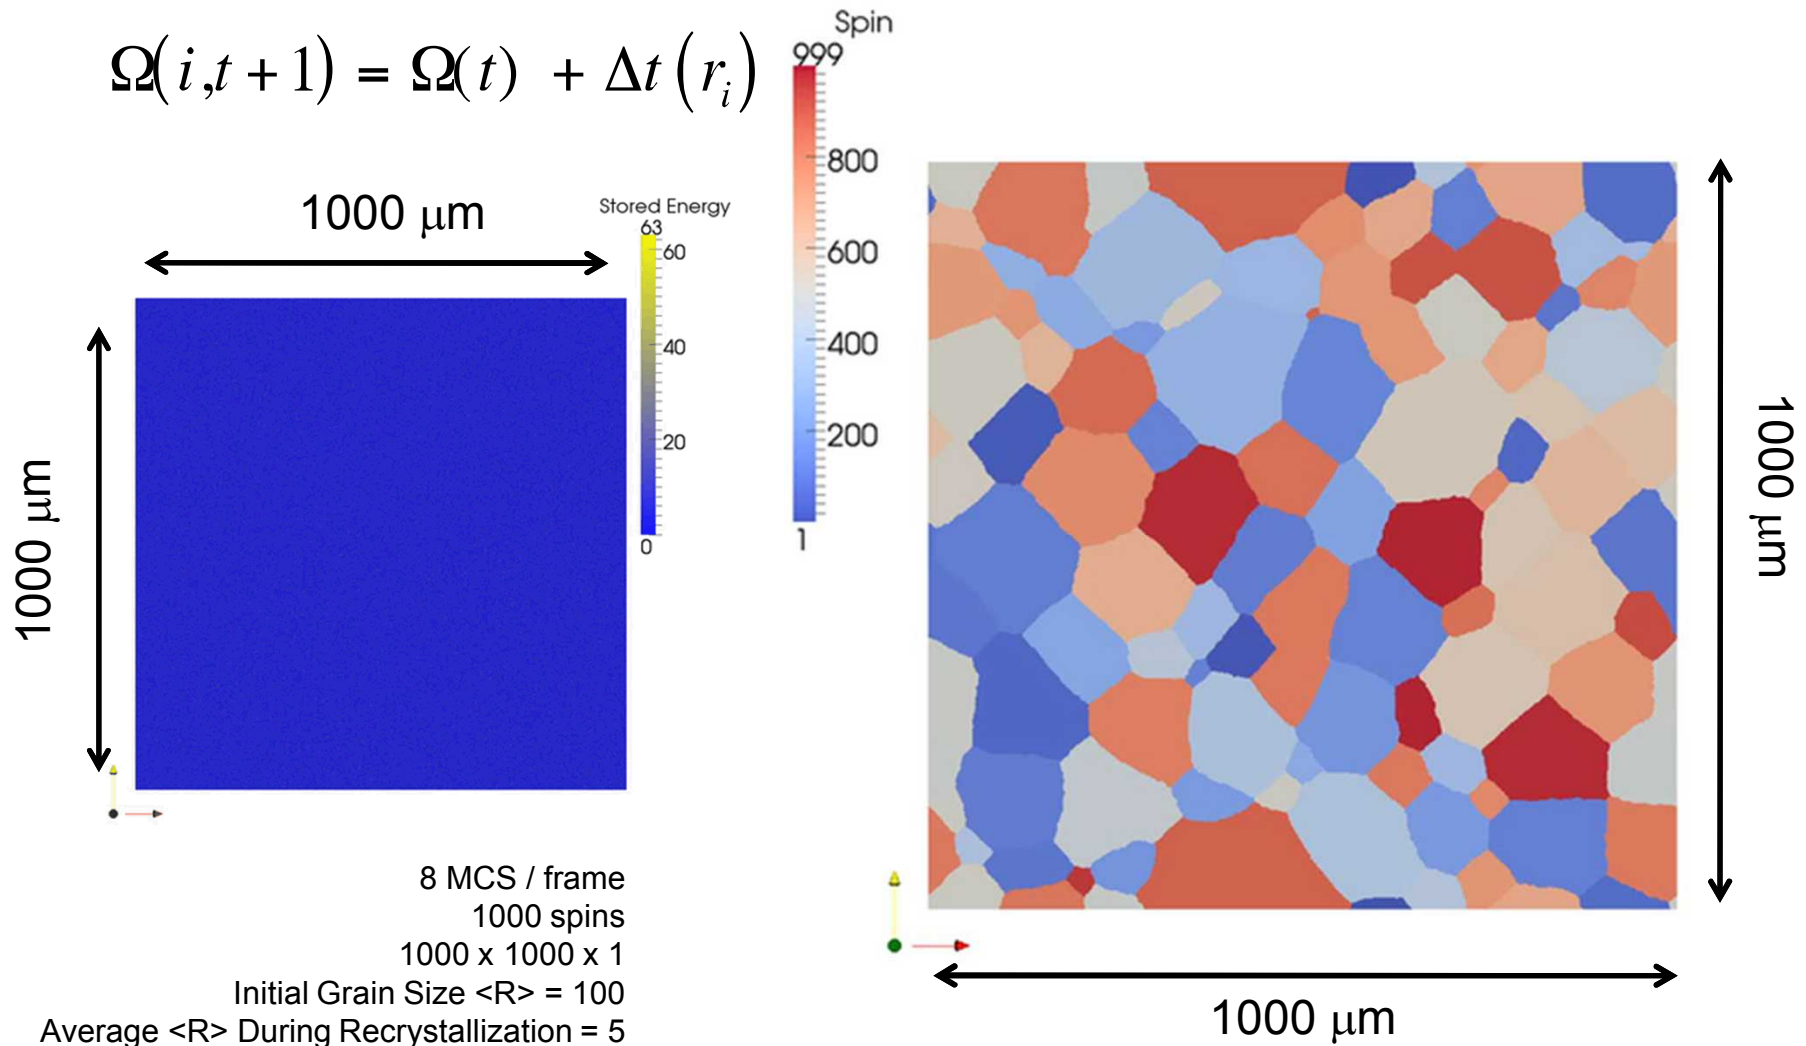 Ω(i,t + 1) = Ω(t) + Δt (rᵢ)
Spin
999
800
600
400
200
1
1000 μm
Stored Energy
63
60
40
20
0
1000 μm
1000 μm
1000 μm
8 MCS / frame
1000 spins
1000 x 1000 x 1
Initial Grain Size <R> = 100
Average <R> During Recrystallization = 5